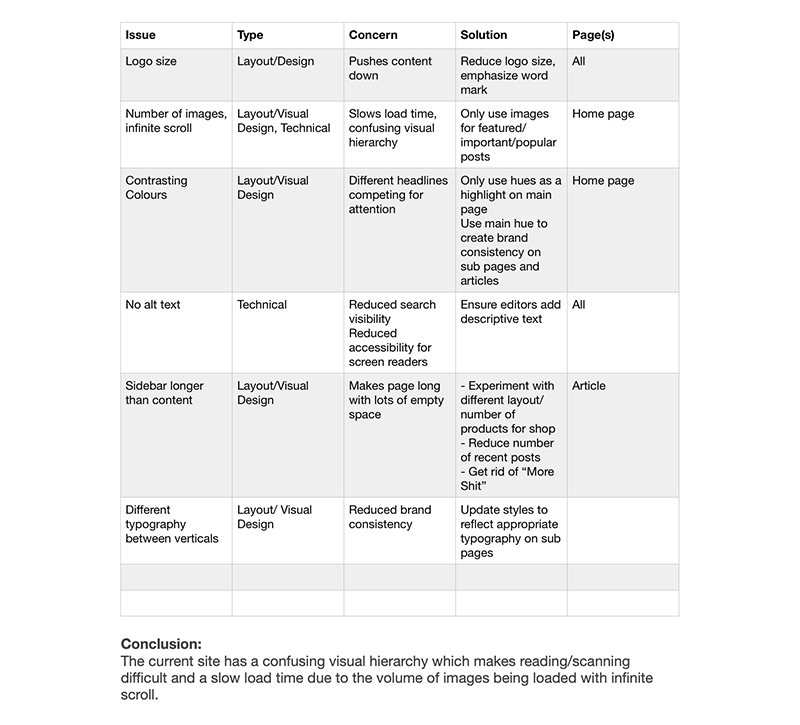 Issue Type Concern Solution Page(s)
Logo size Layout/Design Pushes content Reduce logo size, All
down emphasize word
mark
Number of images, Layout/Visual Slows load time, Only use images Home page
infinite scroll Design, Technical confusing visual for featured/
hierarchy important/popular
posts
Contrasting Layout/Visual Different headlines Only use hues as a Home page
Colours Design competing for highlight on main
attention page
Use main hue to
create brand
consistency on
sub pages and
articles
No alt text Technical Reduced search Ensure editors add All
visibility descriptive text
Reduced
accessibility for
screen readers
Sidebar longer Layout/Visual Makes page long - Experiment with Article
than content Design with lots of empty different layout/
space number of
products for shop
- Reduce number
of recent posts
- Get rid of “More
Shit”
Different Layout/ Visual Reduced brand Update styles to
typography Design consistency reflect appropriate
between verticals typography on sub
pages
Conclusion:
The current site has a confusing visual hierarchy which makes reading/scanning
difficult and a slow load time due to the volume of images being loaded with infinite
scroll.